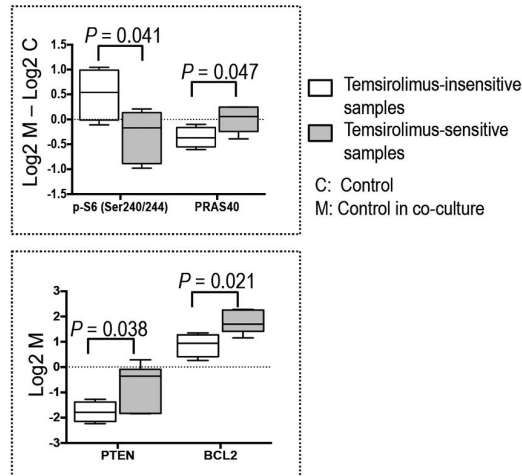 P = 0.041
P = 0.047
Log2 M – Log2 C
1.5
1.0
0.5
0.0
-0.5
-1.0
-1.5
p-S6 (Ser240/244)
PRAS40
Temsirolimus-insensitive
samples
Temsirolimus-sensitive
samples
C: Control
M: Control in co-culture
P = 0.038
P = 0.021
Log2 M
3
2
1
0
-1
-2
-3
PTEN
BCL2